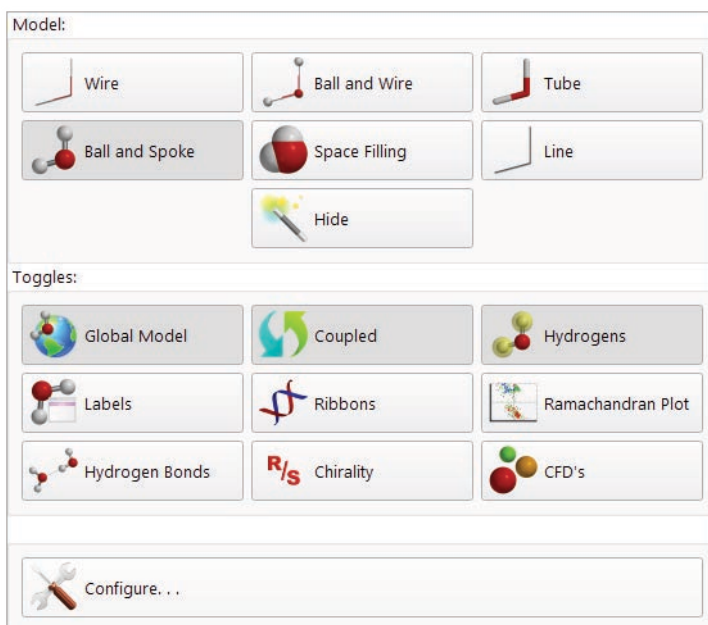 Model:
Wire
Ball and Wire
Tube
Ball and Spoke
Space Filling
Line
Hide
Toggles:
Global Model
Coupled
Hydrogens
Labels
Ribbons
Ramachandran Plot
Hydrogen Bonds
R/S
Chirality
CFD's
Configure. . .